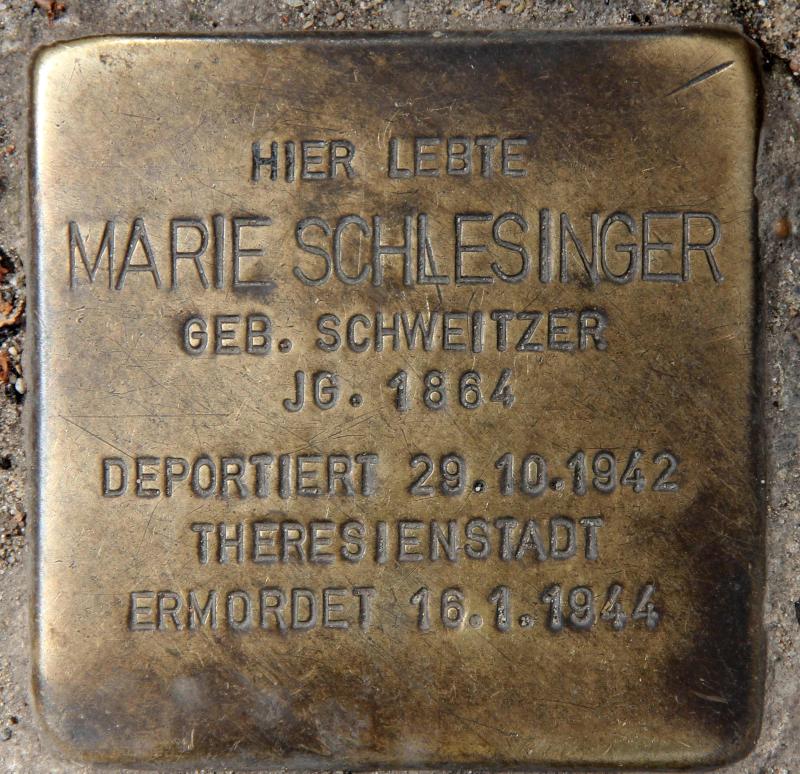 HIER LEBTE
MARIE SCHLESINGER
GEB. SCHWEITZER
JG. 1864
DEPORTIERT 29.10.1942
THERESIENSTADT
ERMORDET 16.1.1944